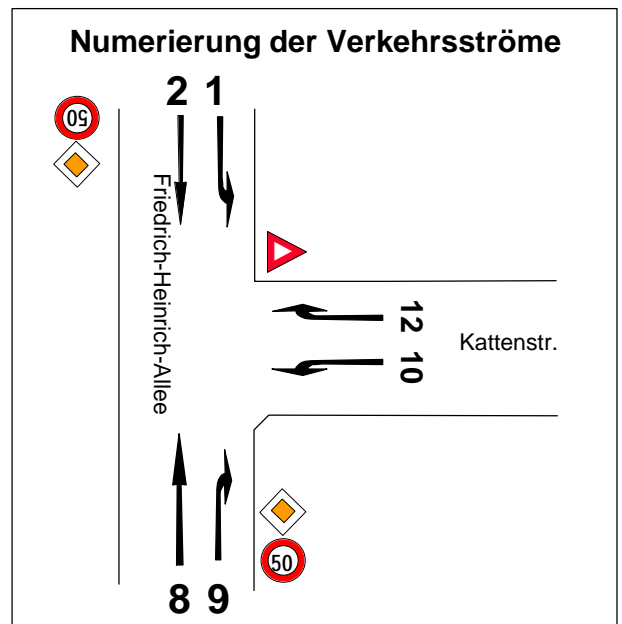 Numerierung der Verkehrsströme
2 1
50
Friedrich-Heinrich-Allee
12
Kattenstr.
10
50
8 9